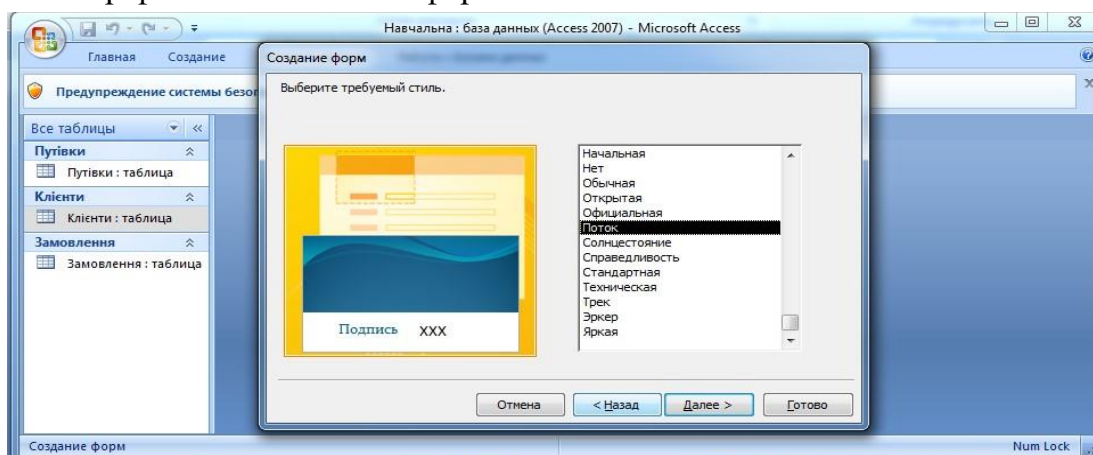 Навчальна : база данных (Access 2007) - Microsoft Access
Главная Создание
Создание форм
Предупреждение системы безоп
Выберите требуемый стиль.
Все таблицы
Путівки
Путівки : таблица
Клієнти
Клієнти : таблица
Замовлення
Замовлення : таблица
Подпись XXX
Начальная
Нет
Обычная
Открытая
Официальная
Поток
Солнцестояние
Справедливость
Стандартная
Техническая
Трек
Эркер
Яркая
Отмена < Назад Далее > Готово
Создание форм Num Lock